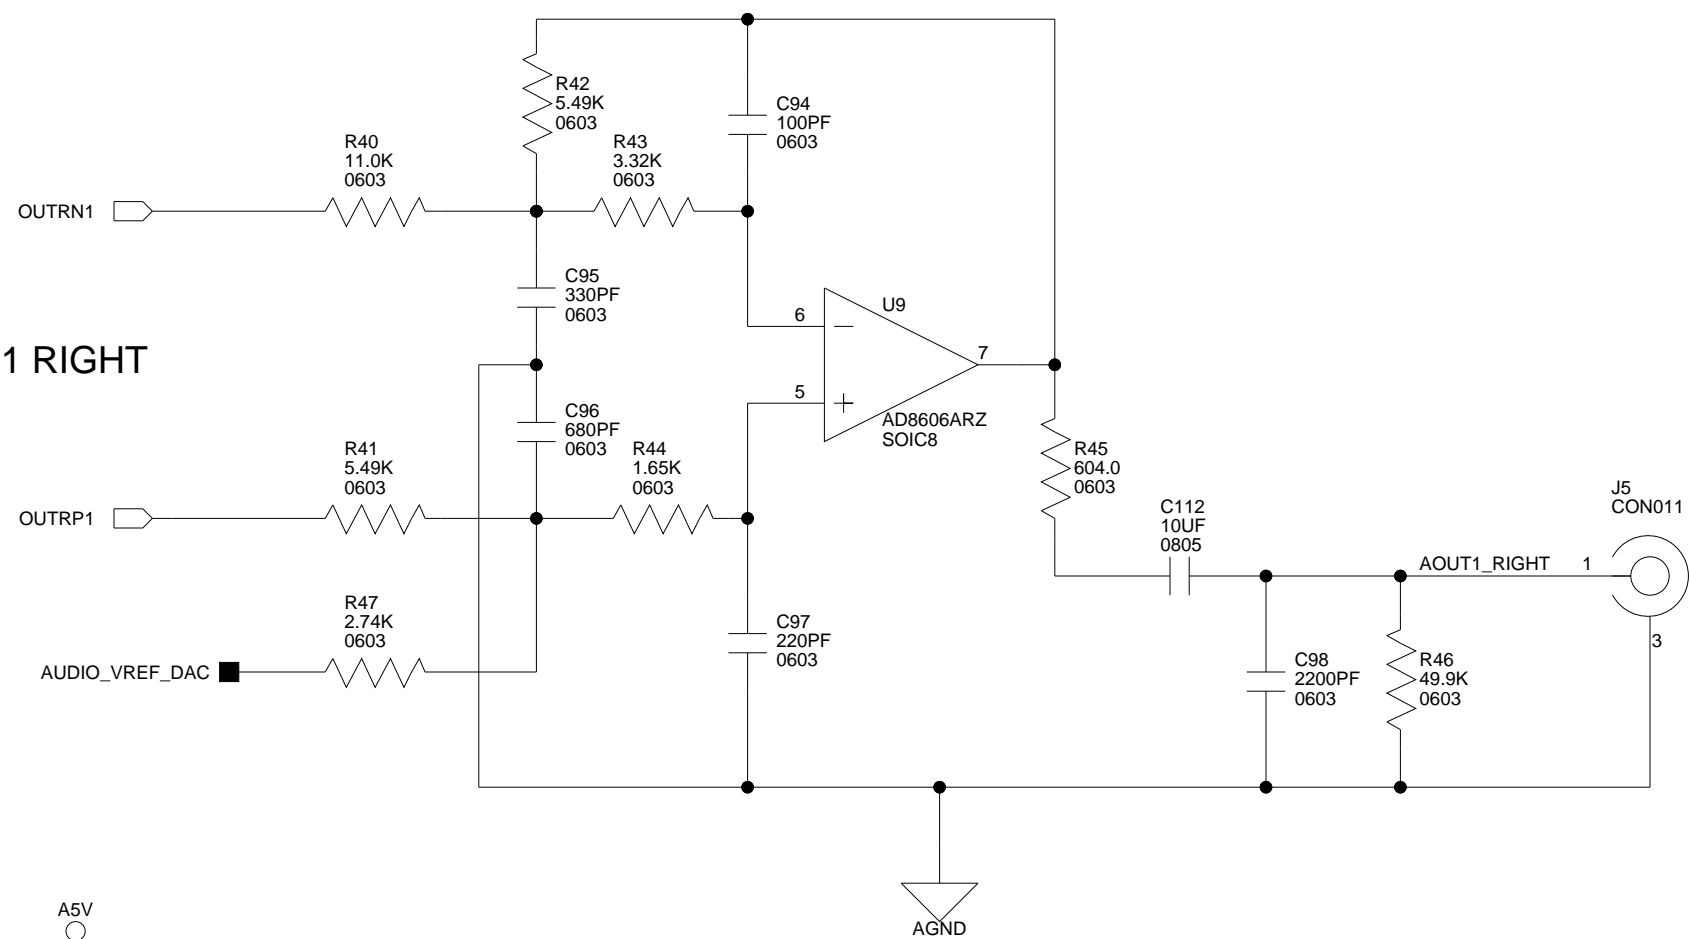 R42
5.49K
0603
C94
100PF
0603
R40
11.0K
0603
R43
3.32K
0603
OUTRN1
C95
330PF
0603
U9
6
1 RIGHT
7
5
C96
680PF
0603
AD8606ARZ
SOIC8
R41
5.49K
0603
R44
1.65K
0603
R45
604.0
0603
OUTRP1
C112
10UF
0805
J5
CON011
AOUT1_RIGHT
1
R47
2.74K
0603
C97
220PF
0603
3
AUDIO_VREF_DAC
C98
2200PF
0603
R46
49.9K
0603
A5V
AGND